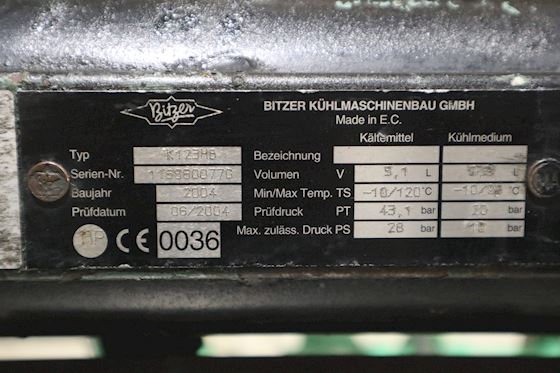 Bitzer
BITZER KÜHLMASCHINENBAU GMBH
Made in E.C.
Kältemittel Kühlmedium
Typ K123HB
Bezeichnung
Serien-Nr. Volumen V 5,1 L L
Baujahr 2004
Min/Max Temp. TS -10/120°C
Prüfdatum 06/2004
Prüfdruck PT 43,1 bar 20 bar
Max. zuläss. Druck PS 28 bar bar
HP CE 0036